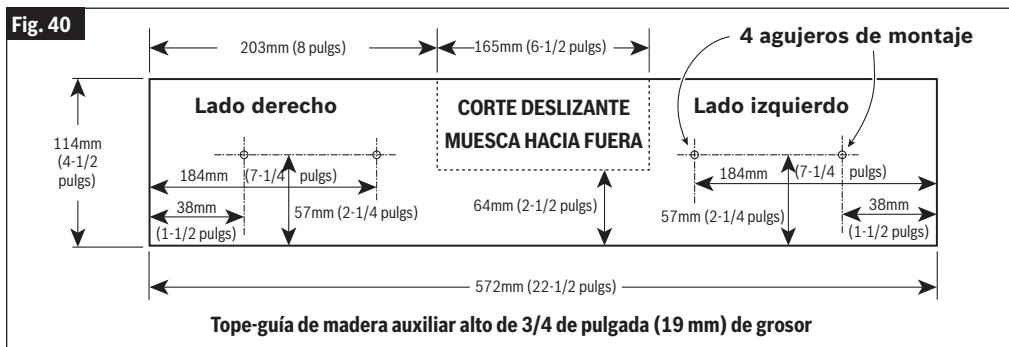 Fig. 40
203mm (8 pulgs)
165mm (6-1/2 pulgs)
4 agujeros de montaje
Lado derecho
CORTE DESLIZANTE
MUESCA HACIA FUERA
Lado izquierdo
114mm
(4-1/2
pulgs)
184mm
(7-1/4 pulgs)
38mm
(1-1/2 pulgs)
57mm (2-1/4 pulgs)
64mm (2-1/2 pulgs)
184mm
(7-1/4 pulgs)
57mm (2-1/4 pulgs)
38mm
(1-1/2 pulgs)
572mm (22-1/2 pulgs)
Tope-guía de madera auxiliar alto de 3/4 de pulgada (19 mm) de grosor